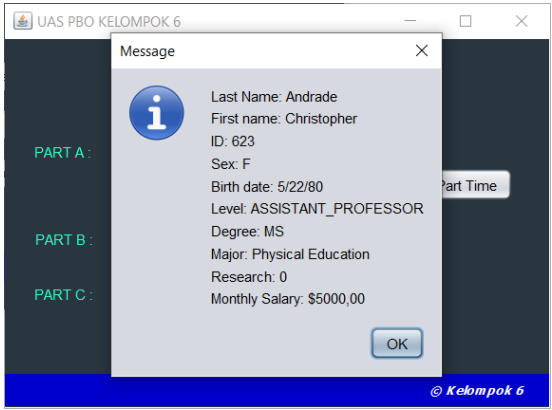 UAS PBO KELOMPOK 6
Message
Last Name: Andrade
First name: Christopher
ID: 623
Sex: F
Birth date: 5/22/80
Level: ASSISTANT_PROFESSOR
Degree: MS
Major: Physical Education
Research: 0
Monthly Salary: $5000,00
OK
PART A :
Part Time
PART B :
PART C :
© Kelompok 6